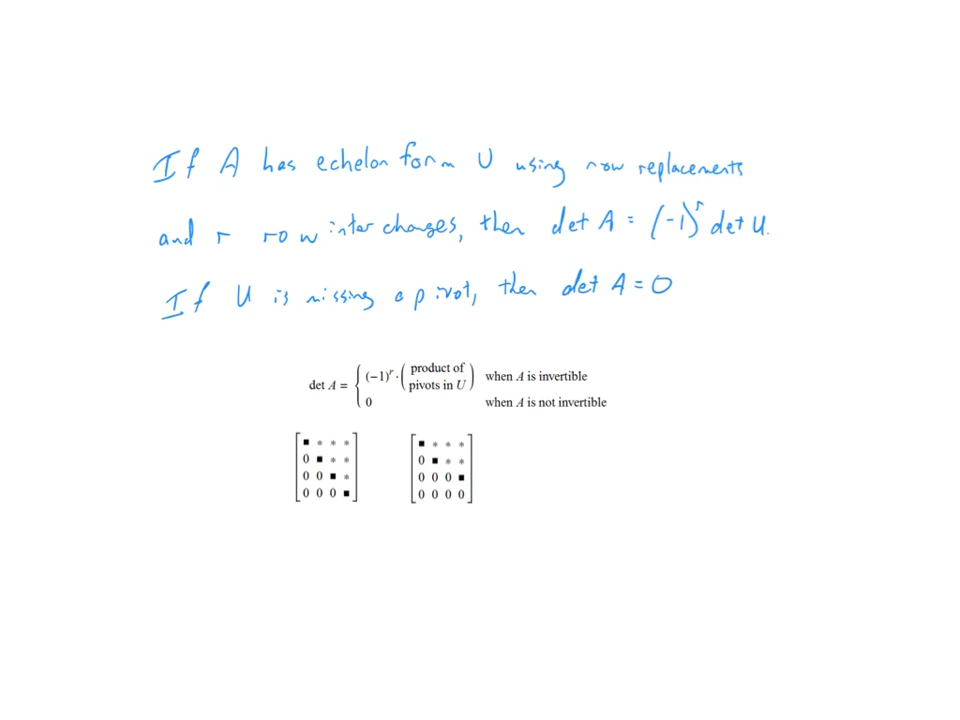 If A has echelon form U using row replacements
and r row interchanges, then det A = (-1)^r det U.
If U is missing a pivot, then det A = 0
det A = { (−1)^r · (product of pivots in U) when A is invertible
0 when A is not invertible
■ * * * ■ * * *
0 ■ * * 0 ■ * *
0 0 ■ * 0 0 0 ■
0 0 0 ■ 0 0 0 0